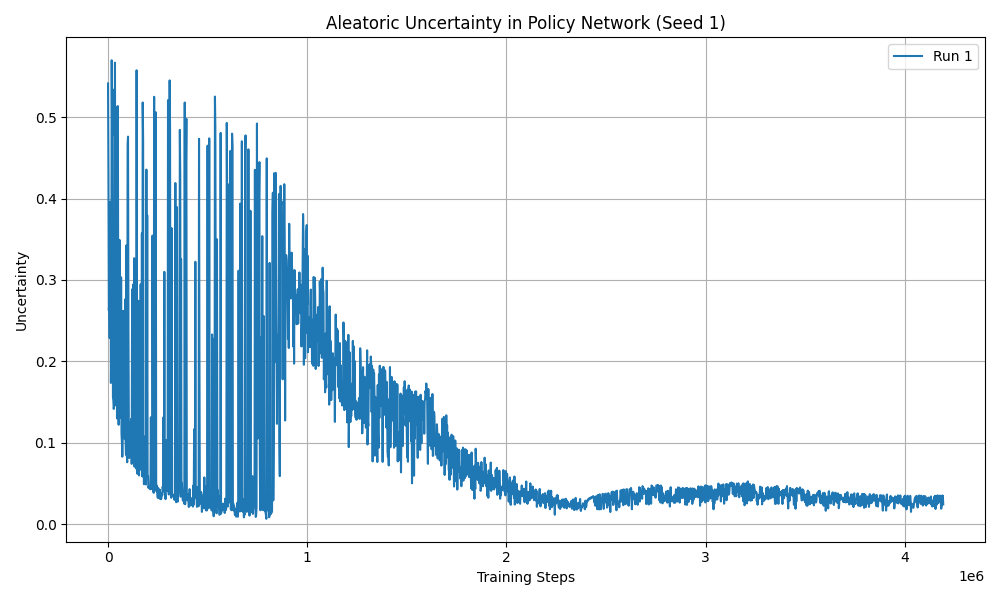 Aleatoric Uncertainty in Policy Network (Seed 1)
Run 1
Uncertainty
0.5
0.4
0.3
0.2
0.1
0.0
0
1
2
3
4
1e6
Training Steps